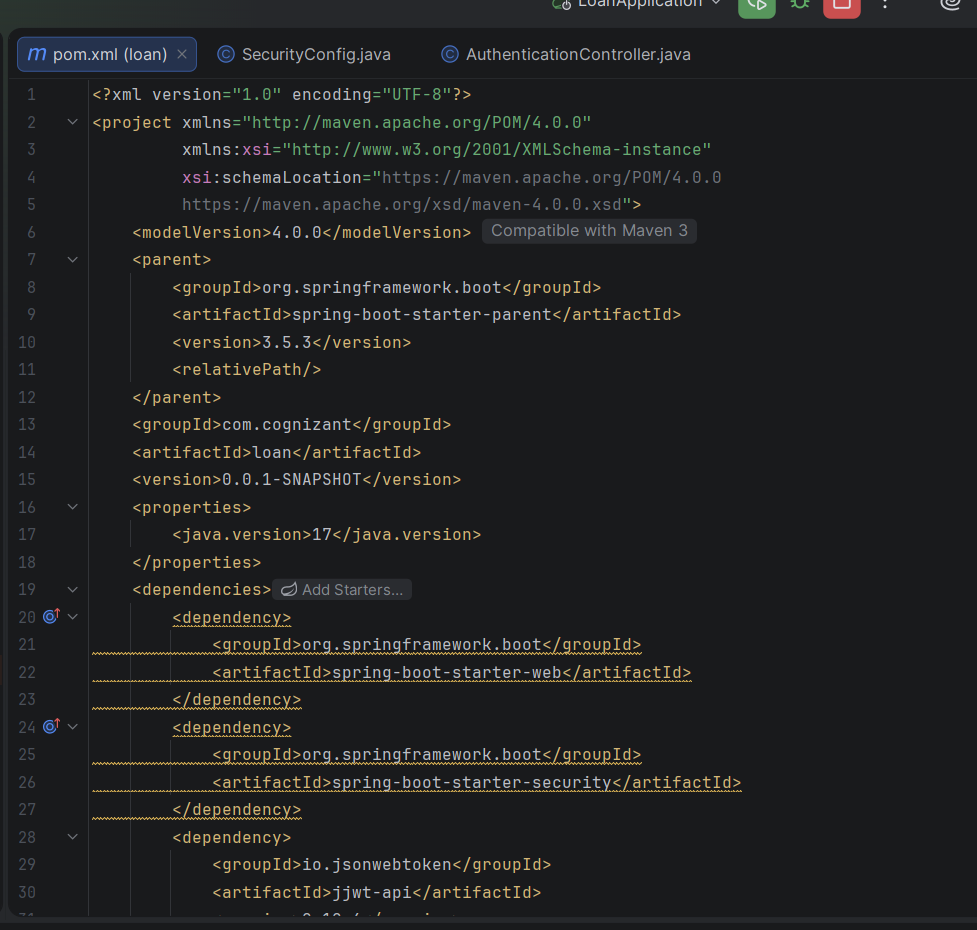 LoanApplication
pom.xml (loan)
SecurityConfig.java
AuthenticationController.java
1 <?xml version="1.0" encoding="UTF-8"?>
2 <project xmlns="http://maven.apache.org/POM/4.0.0"
3 xmlns:xsi="http://www.w3.org/2001/XMLSchema-instance"
4 xsi:schemaLocation="https://maven.apache.org/POM/4.0.0
5 https://maven.apache.org/xsd/maven-4.0.0.xsd">
6 <modelVersion>4.0.0</modelVersion> Compatible with Maven 3
7 <parent>
8 <groupId>org.springframework.boot</groupId>
9 <artifactId>spring-boot-starter-parent</artifactId>
10 <version>3.5.3</version>
11 <relativePath/>
12 </parent>
13 <groupId>com.cognizant</groupId>
14 <artifactId>loan</artifactId>
15 <version>0.0.1-SNAPSHOT</version>
16 <properties>
17 <java.version>17</java.version>
18 </properties>
19 <dependencies> Add Starters...
20 <dependency>
21 <groupId>org.springframework.boot</groupId>
22 <artifactId>spring-boot-starter-web</artifactId>
23 </dependency>
24 <dependency>
25 <groupId>org.springframework.boot</groupId>
26 <artifactId>spring-boot-starter-security</artifactId>
27 </dependency>
28 <dependency>
29 <groupId>io.jsonwebtoken</groupId>
30 <artifactId>jjwt-api</artifactId>